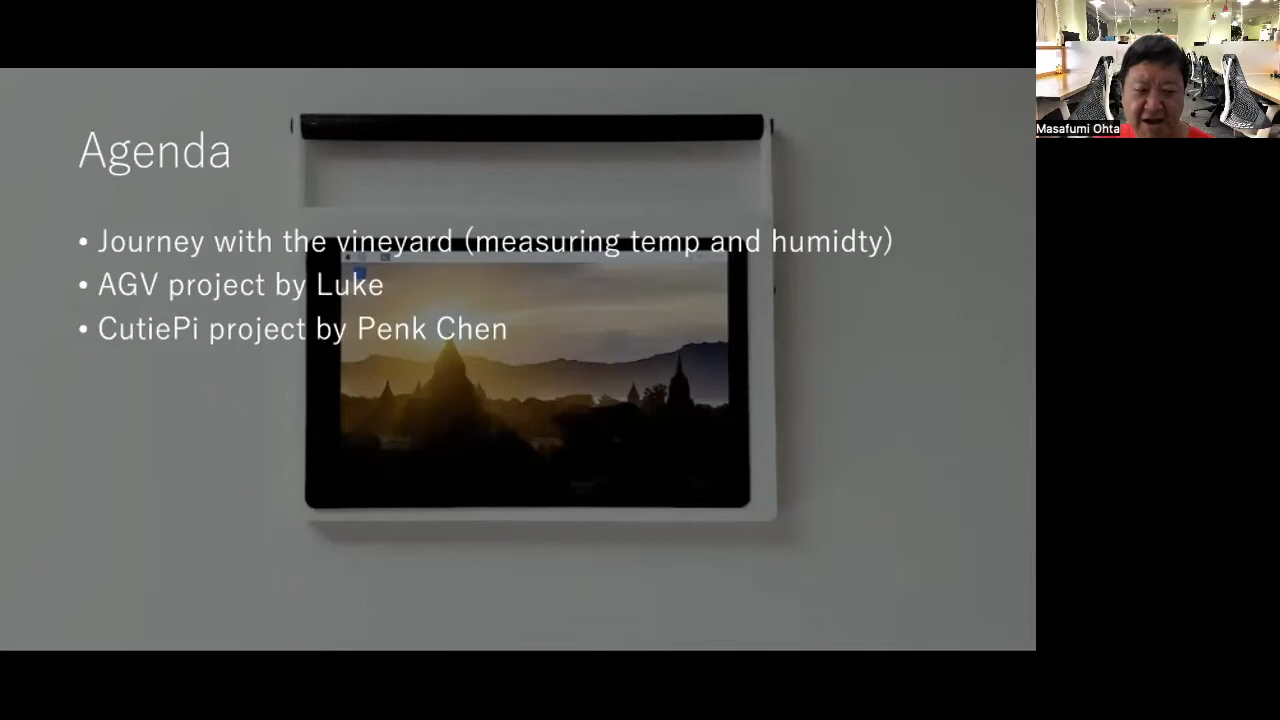 Agenda
• Journey with the vineyard (measuring temp and humidty)
• AGV project by Luke
• CutiePi project by Penk Chen
Masafumi Ohta